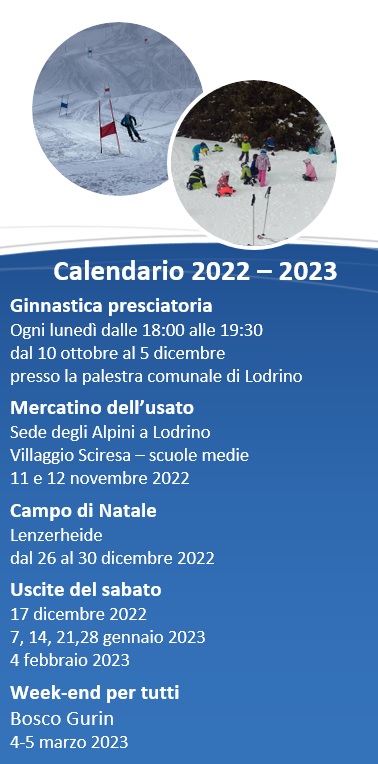 Calendario 2022 – 2023
Ginnastica presciatoria
Ogni lunedì dalle 18:00 alle 19:30
dal 10 ottobre al 5 dicembre
presso la palestra comunale di Lodrino
Mercatino dell'usato
Sede degli Alpini a Lodrino
Villaggio Sciresa – scuole medie
11 e 12 novembre 2022
Campo di Natale
Lenzerheide
dal 26 al 30 dicembre 2022
Uscite del sabato
17 dicembre 2022
7, 14, 21,28 gennaio 2023
4 febbraio 2023
Week-end per tutti
Bosco Gurin
4-5 marzo 2023